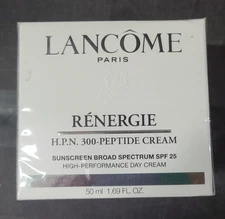 LANCÔME
PARIS
RÉNERGIE
H.P.N. 300-PEPTIDE CREAM
SUNSCREEN BROAD SPECTRUM SPF 25
HIGH-PERFORMANCE DAY CREAM
50 ml 1.69 FL. OZ.